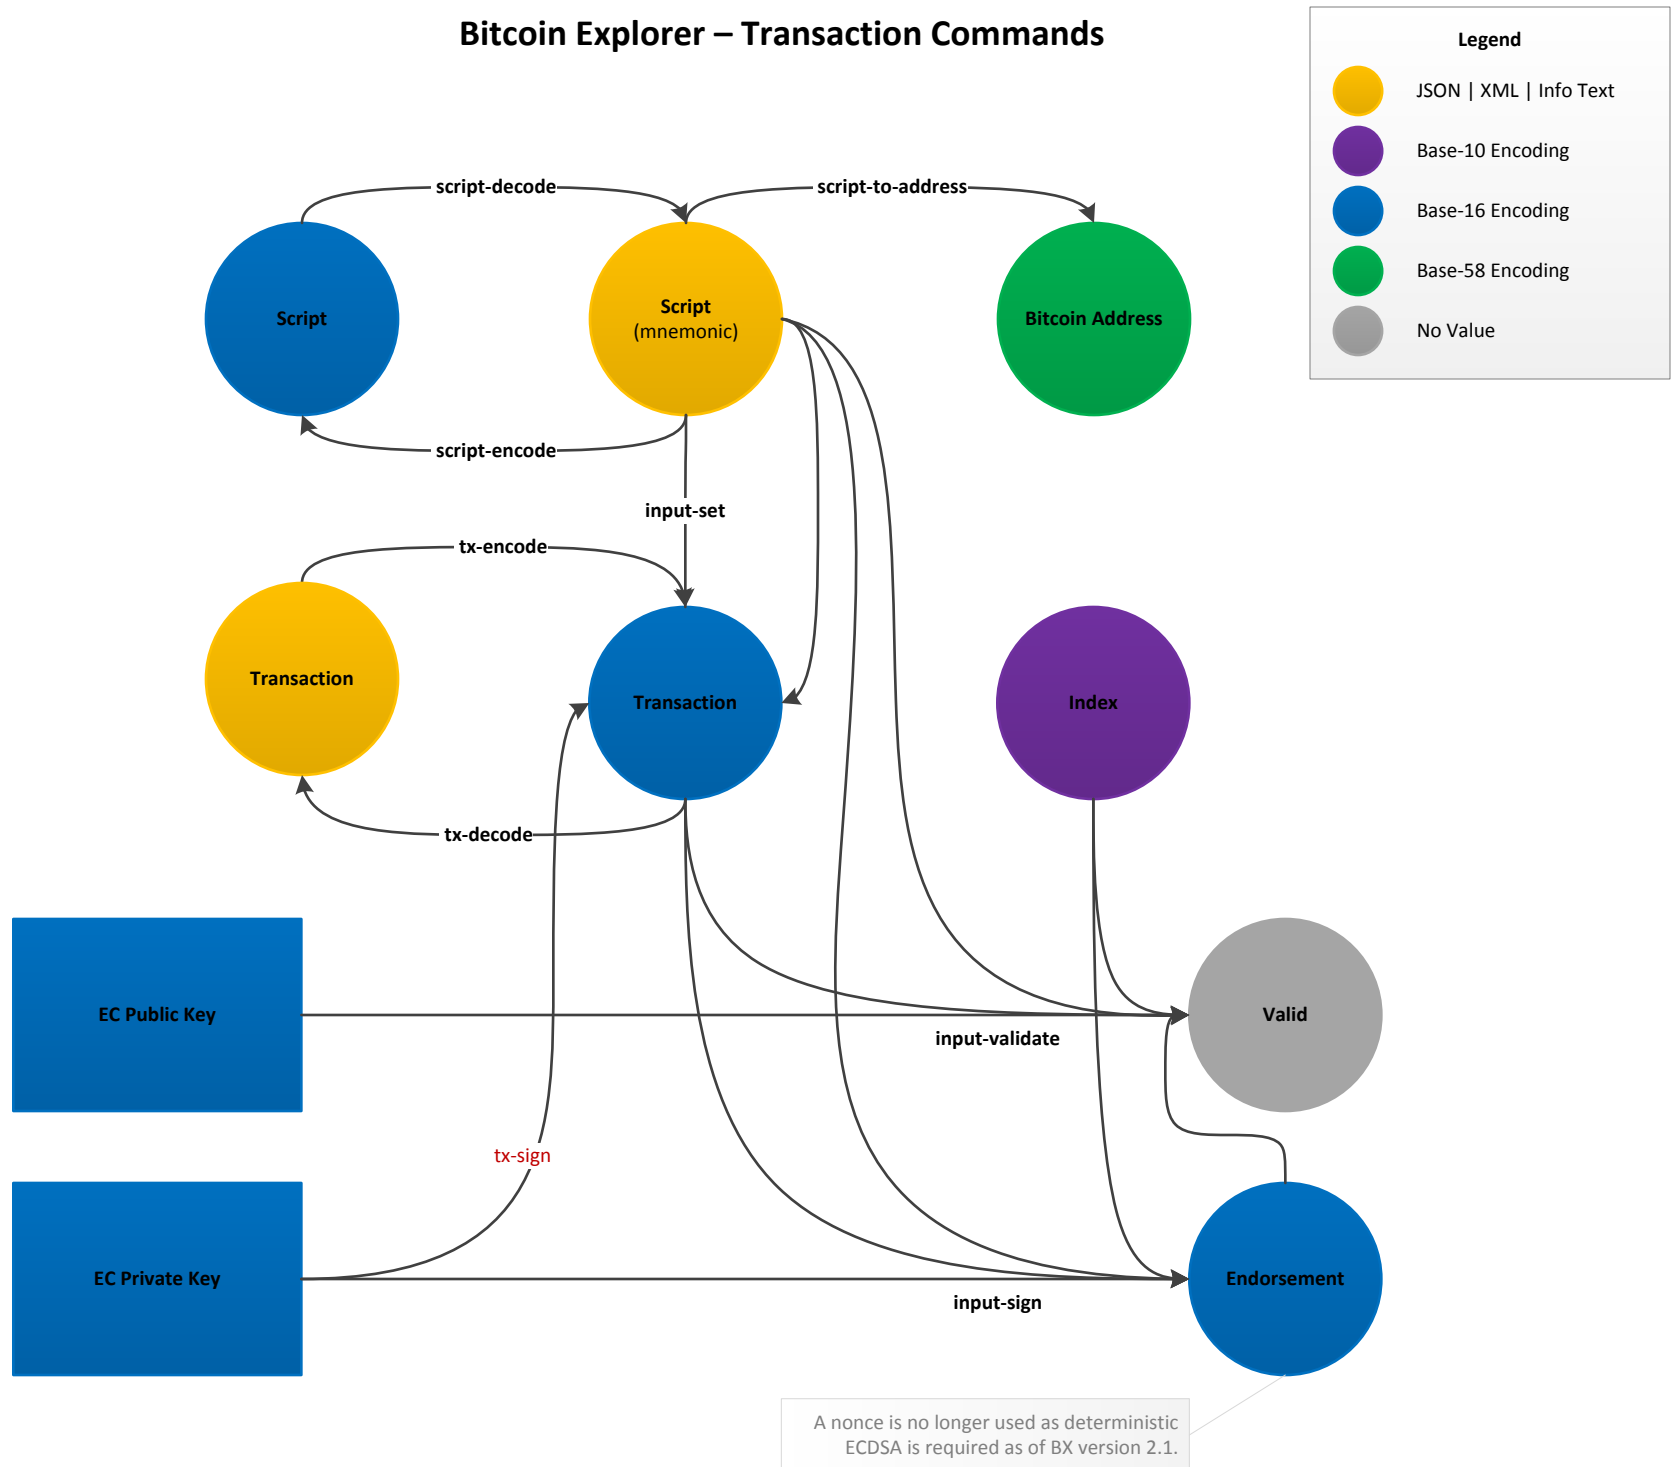 Bitcoin Explorer – Transaction Commands
Legend
JSON | XML | Info Text
Base-10 Encoding
Base-16 Encoding
Base-58 Encoding
No Value
script-decode
script-to-address
Script
Script
(mnemonic)
Bitcoin Address
script-encode
input-set
tx-encode
Transaction
Transaction
Index
tx-decode
EC Public Key
Valid
input-validate
tx-sign
EC Private Key
Endorsement
input-sign
A nonce is no longer used as deterministic
ECDSA is required as of BX version 2.1.